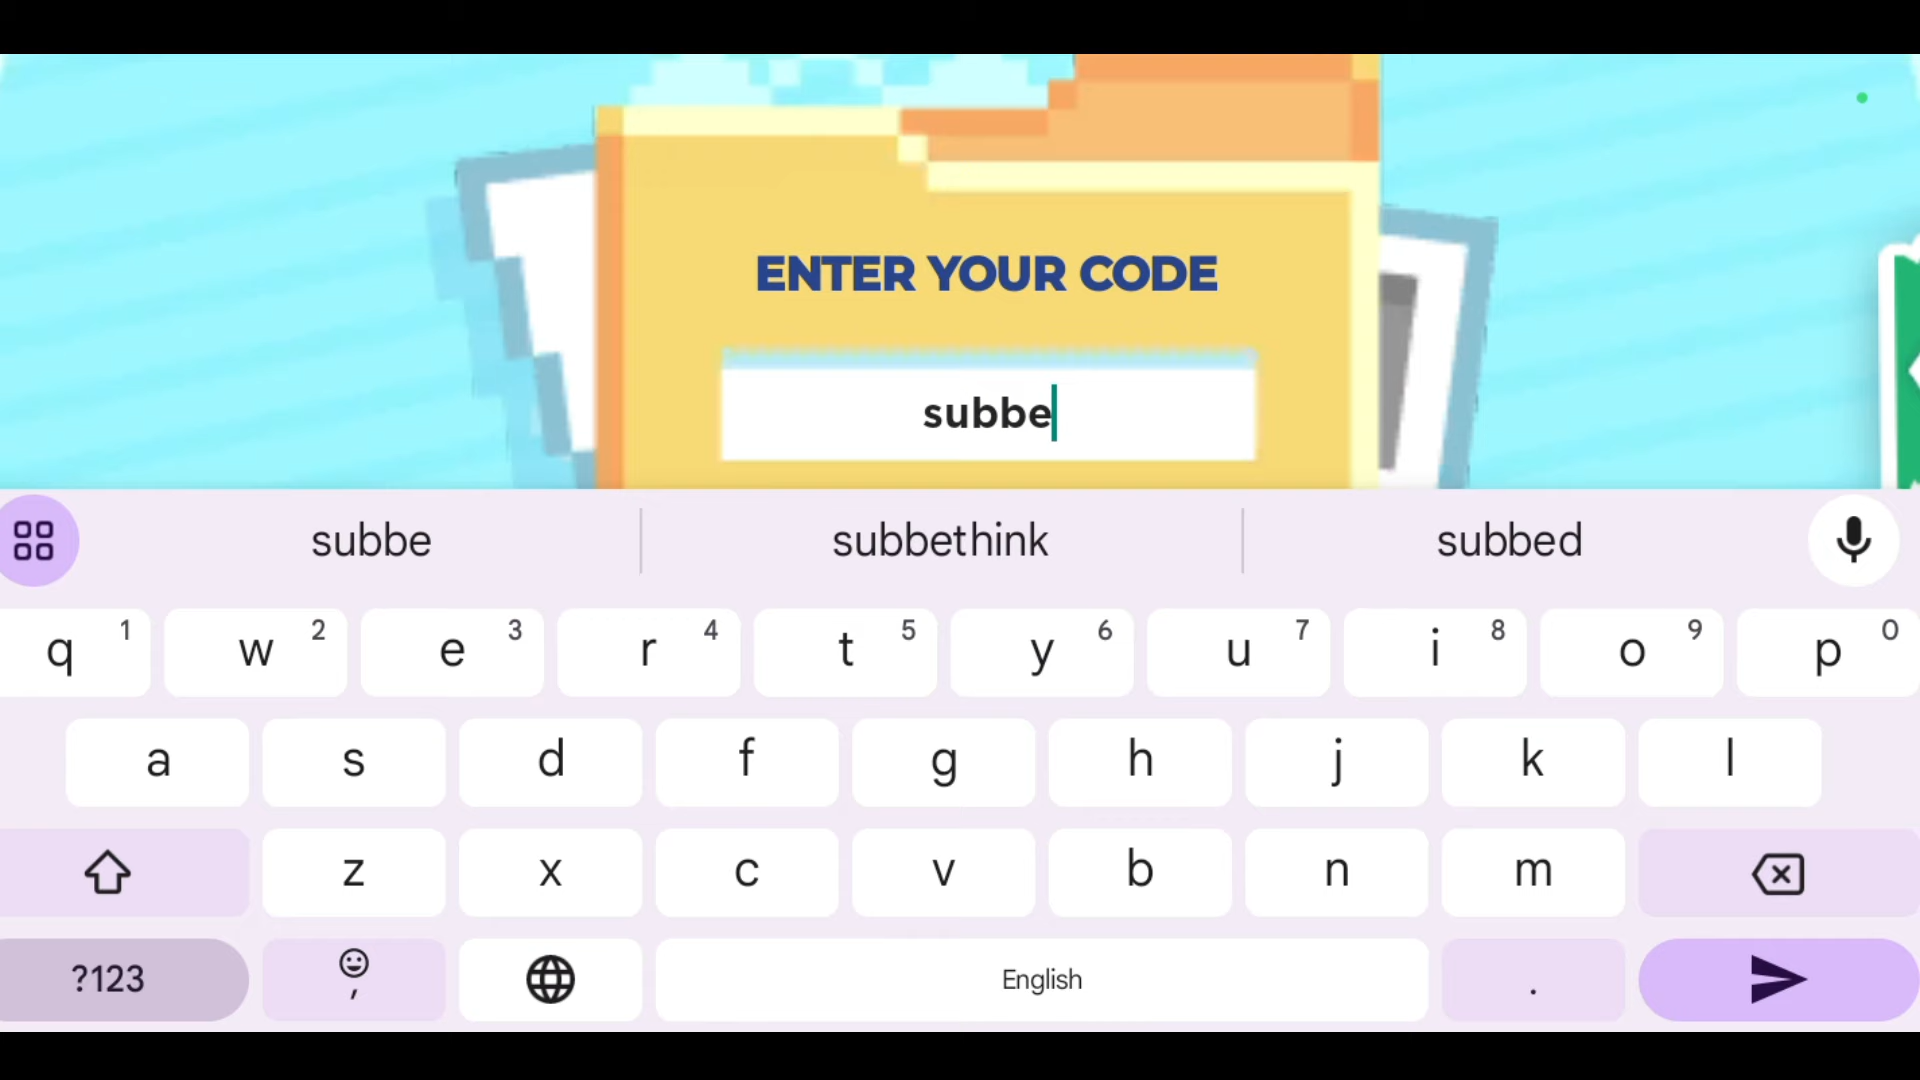 ENTER YOUR CODE
subbe
subbe subbethink subbed
q 1 w 2 e 3 r 4 t 5 y 6 u 7 i 8 o 9 p 0
a s d f g h j k l
z x c v b n m
?123 , English .